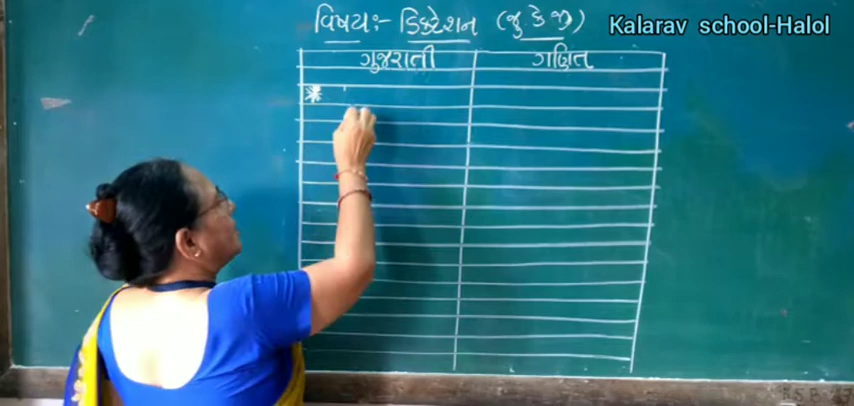 વિષય:- ડિક્ટેશન (જુ. કે. જી)
Kalarav school-Halol
ગુજરાતી ગણિત
*